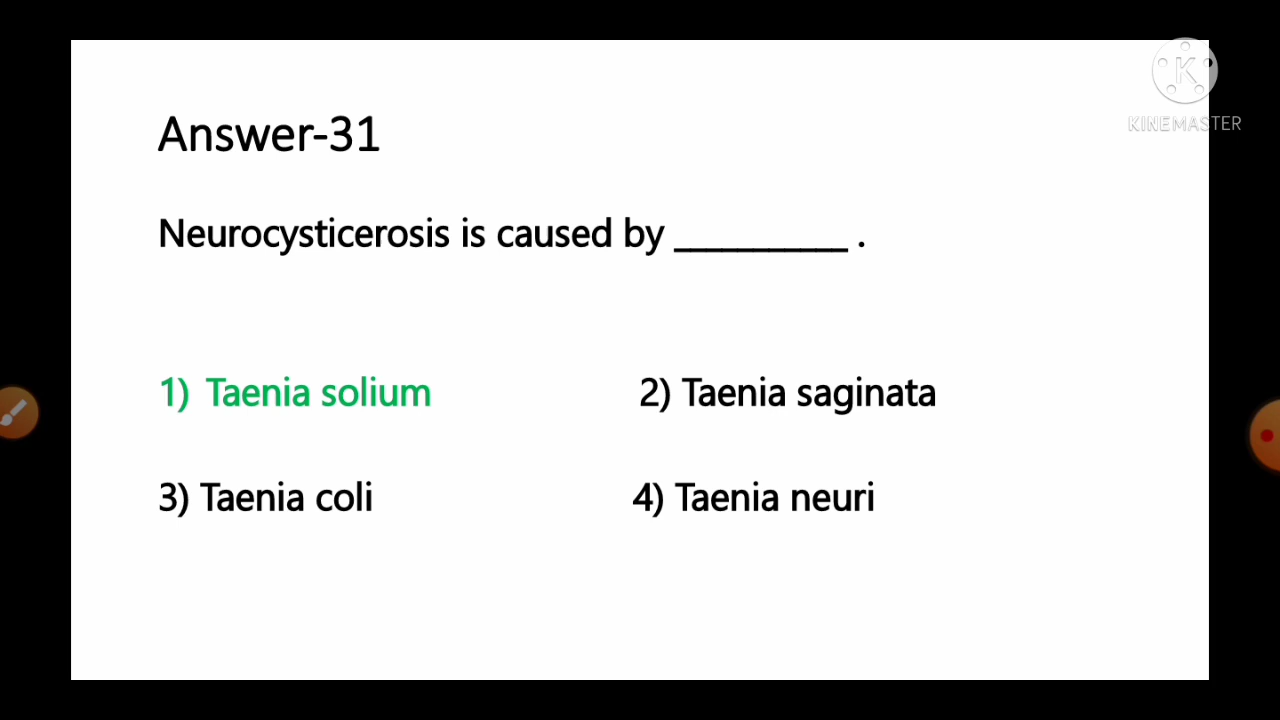 K
KINEMASTER
Answer-31
Neurocysticerosis is caused by ___________ .
1) Taenia solium 2) Taenia saginata
3) Taenia coli 4) Taenia neuri